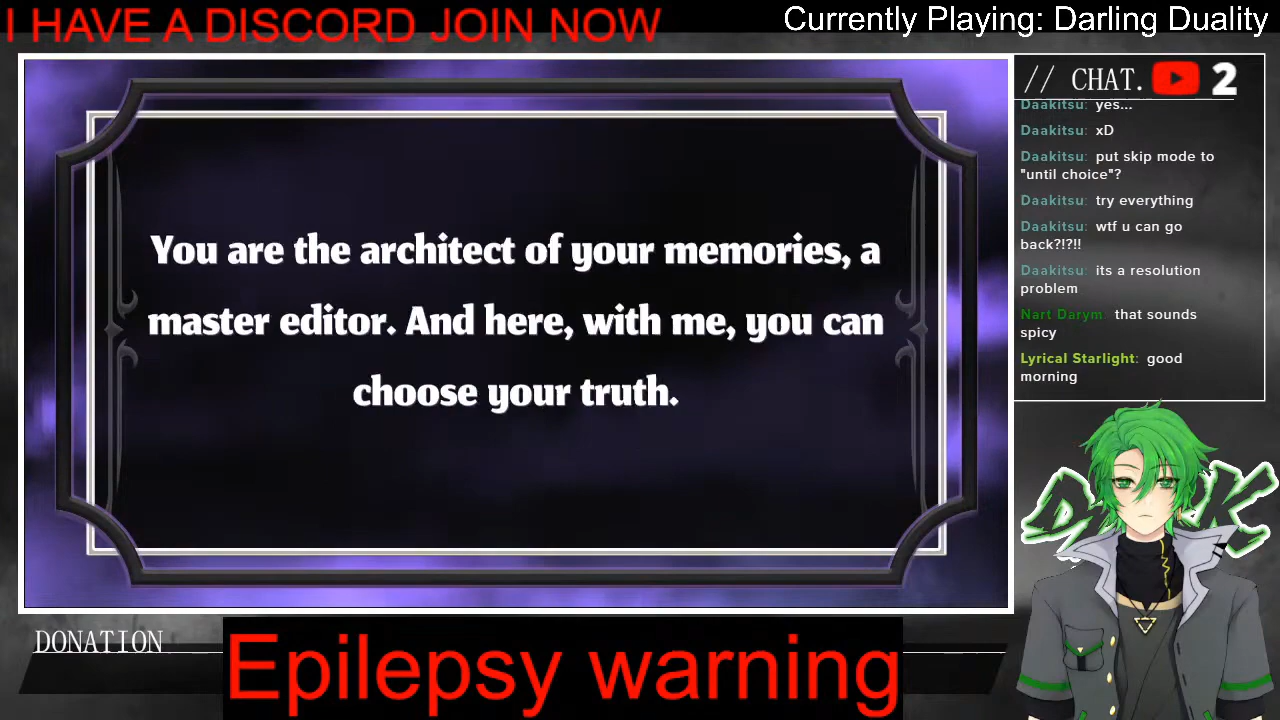 I HAVE A DISCORD JOIN NOW
Currently Playing: Darling Duality
You are the architect of your memories, a
master editor. And here, with me, you can
choose your truth.
// CHAT.
2
Daakitsu: yes...
Daakitsu: xD
Daakitsu: put skip mode to
"until choice"?
Daakitsu: try everything
Daakitsu: wtf u can go
back?!?!!
Daakitsu: its a resolution
problem
Nart Darym: that sounds
spicy
Lyrical Starlight: good
morning
DONATION
Epilepsy warning